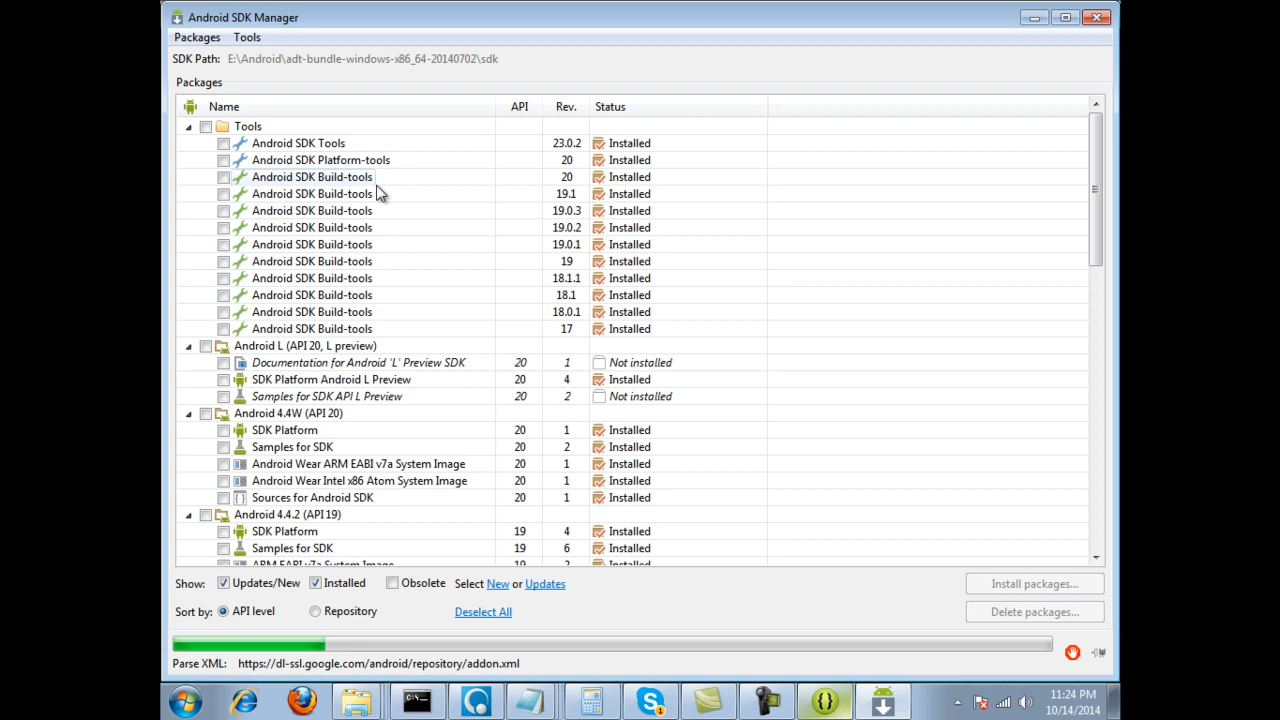 Android SDK Manager
Packages Tools
SDK Path: E:\Android\adt-bundle-windows-x86_64-20140702\sdk
Packages
Name API Rev. Status
Tools
Android SDK Tools 23.0.2 Installed
Android SDK Platform-tools 20 Installed
Android SDK Build-tools 20 Installed
Android SDK Build-tools 19.1 Installed
Android SDK Build-tools 19.0.3 Installed
Android SDK Build-tools 19.0.2 Installed
Android SDK Build-tools 19.0.1 Installed
Android SDK Build-tools 19 Installed
Android SDK Build-tools 18.1.1 Installed
Android SDK Build-tools 18.1 Installed
Android SDK Build-tools 18.0.1 Installed
Android SDK Build-tools 17 Installed
Android L (API 20, L preview)
Documentation for Android 'L' Preview SDK 20 1 Not installed
SDK Platform Android L Preview 20 4 Installed
Samples for SDK API L Preview 20 2 Not installed
Android 4.4W (API 20)
SDK Platform 20 1 Installed
Samples for SDK 20 2 Installed
Android Wear ARM EABI v7a System Image 20 1 Installed
Android Wear Intel x86 Atom System Image 20 1 Installed
Sources for Android SDK 20 1 Installed
Android 4.4.2 (API 19)
SDK Platform 19 4 Installed
Samples for SDK 19 6 Installed
ARM EABI v7a System Image 19 Installed
Show: Updates/New Installed Obsolete Select New or Updates Install packages...
Sort by: API level Repository Deselect All Delete packages...
Parse XML: https://dl-ssl.google.com/android/repository/addon.xml
11:24 PM
10/14/2014